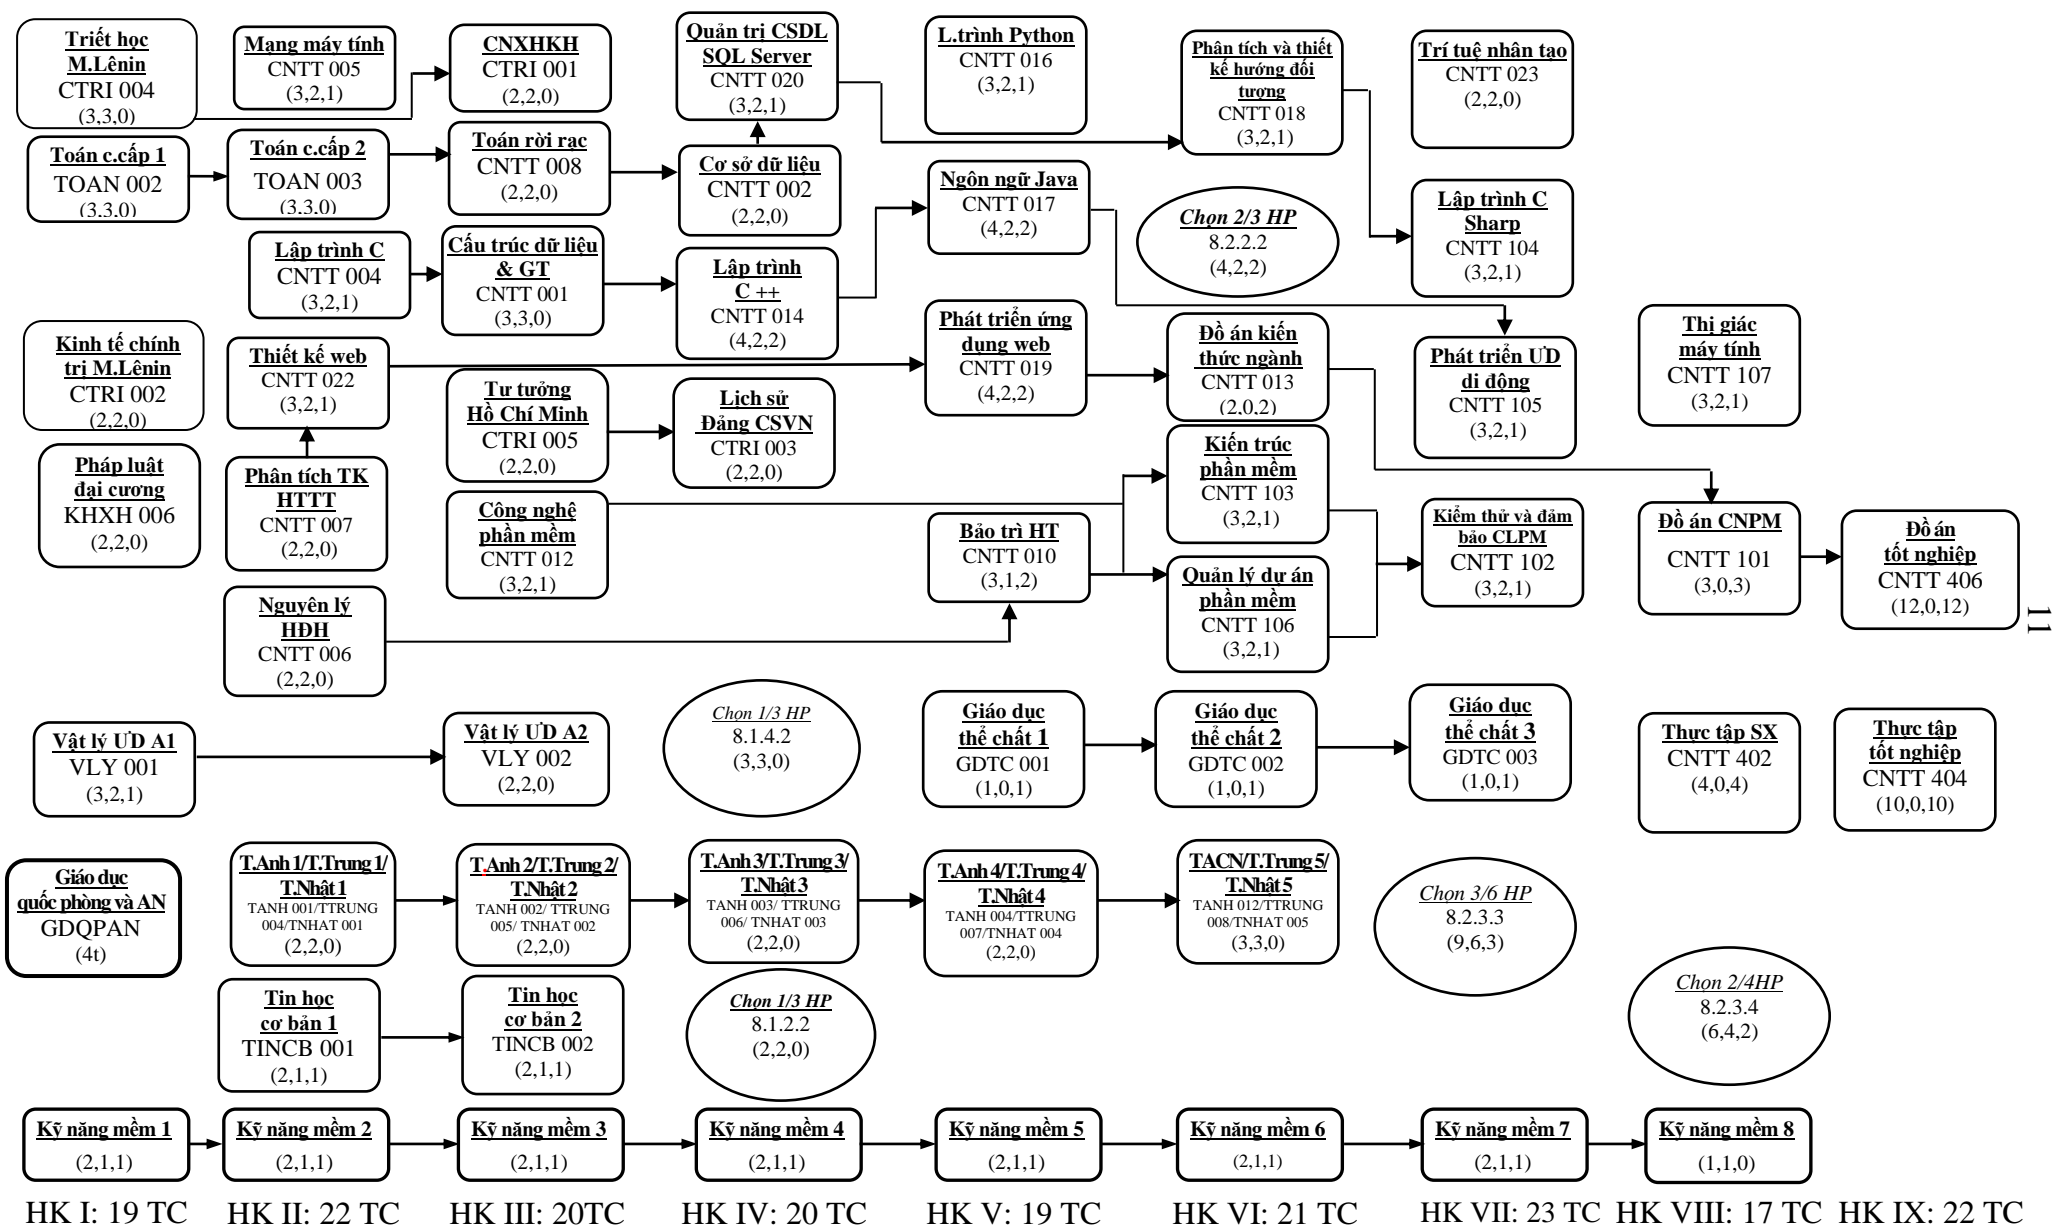 Triết học
M.Lênin
CTRI 004
(3,3,0)
Mạng máy tính
CNTT 005
(3,2,1)
CNXHKH
CTRI 001
(2,2,0)
Quản trị CSDL
SQL Server
CNTT 020
(3,2,1)
L.trình Python
CNTT 016
(3,2,1)
Phân tích và thiết
kế hướng đối
tượng
CNTT 018
(3,2,1)
Trí tuệ nhân tạo
CNTT 023
(2,2,0)
Toán c.cấp 1
TOAN 002
(3,3,0)
Toán c.cấp 2
TOAN 003
(3,3,0)
Toán rời rạc
CNTT 008
(2,2,0)
Cơ sở dữ liệu
CNTT 002
(2,2,0)
Ngôn ngữ Java
CNTT 017
(4,2,2)
Chọn 2/3 HP
8.2.2.2
(4,2,2)
Lập trình C
Sharp
CNTT 104
(3,2,1)
Lập trình C
CNTT 004
(3,2,1)
Cấu trúc dữ liệu
& GT
CNTT 001
(3,3,0)
Lập trình
C ++
CNTT 014
(4,2,2)
Kinh tế chính
trị M.Lênin
CTRI 002
(2,2,0)
Thiết kế web
CNTT 022
(3,2,1)
Tư tưởng
Hồ Chí Minh
CTRI 005
(2,2,0)
Lịch sử
Đảng CSVN
CTRI 003
(2,2,0)
Phát triển ứng
dụng web
CNTT 019
(4,2,2)
Đồ án kiến
thức ngành
CNTT 013
(2,0,2)
Phát triển ƯD
di động
CNTT 105
(3,2,1)
Thị giác
máy tính
CNTT 107
(3,2,1)
Pháp luật
đại cương
KHXH 006
(2,2,0)
Phân tích TK
HTTT
CNTT 007
(2,2,0)
Công nghệ
phần mềm
CNTT 012
(3,2,1)
Bảo trì HT
CNTT 010
(3,1,2)
Kiến trúc
phần mềm
CNTT 103
(3,2,1)
Kiểm thử và đảm
bảo CLPM
CNTT 102
(3,2,1)
Đồ án CNPM
CNTT 101
(3,0,3)
Đồ án
tốt nghiệp
CNTT 406
(12,0,12)
11
Nguyên lý
HĐH
CNTT 006
(2,2,0)
Quản lý dự án
phần mềm
CNTT 106
(3,2,1)
Vật lý ƯD A1
VLY 001
(3,2,1)
Vật lý ƯD A2
VLY 002
(2,2,0)
Chọn 1/3 HP
8.1.4.2
(3,3,0)
Giáo dục
thể chất 1
GDTC 001
(1,0,1)
Giáo dục
thể chất 2
GDTC 002
(1,0,1)
Giáo dục
thể chất 3
GDTC 003
(1,0,1)
Thực tập SX
CNTT 402
(4,0,4)
Thực tập
tốt nghiệp
CNTT 404
(10,0,10)
Giáo dục
quốc phòng và AN
GDQPAN
(4t)
T.Anh 1/T.Trung 1/
T.Nhật 1
TANH 001/TTRUNG
004/TNHAT 001
(2,2,0)
T.Anh 2/T.Trung 2/
T.Nhật 2
TANH 002/ TTRUNG
005/ TNHAT 002
(2,2,0)
T.Anh 3/T.Trung 3/
T.Nhật 3
TANH 003/ TTRUNG
006/ TNHAT 003
(2,2,0)
T.Anh 4/T.Trung 4/
T.Nhật 4
TANH 004/TTRUNG
007/TNHAT 004
(2,2,0)
TACN/T.Trung 5/
T.Nhật 5
TANH 012/TTRUNG
008/TNHAT 005
(3,3,0)
Chọn 3/6 HP
8.2.3.3
(9,6,3)
Chọn 2/4HP
8.2.3.4
(6,4,2)
Tin học
cơ bản 1
TINCB 001
(2,1,1)
Tin học
cơ bản 2
TINCB 002
(2,1,1)
Chọn 1/3 HP
8.1.2.2
(2,2,0)
Kỹ năng mềm 1
(2,1,1)
Kỹ năng mềm 2
(2,1,1)
Kỹ năng mềm 3
(2,1,1)
Kỹ năng mềm 4
(2,1,1)
Kỹ năng mềm 5
(2,1,1)
Kỹ năng mềm 6
(2,1,1)
Kỹ năng mềm 7
(2,1,1)
Kỹ năng mềm 8
(1,1,0)
HK I: 19 TC
HK II: 22 TC
HK III: 20TC
HK IV: 20 TC
HK V: 19 TC
HK VI: 21 TC
HK VII: 23 TC
HK VIII: 17 TC
HK IX: 22 TC